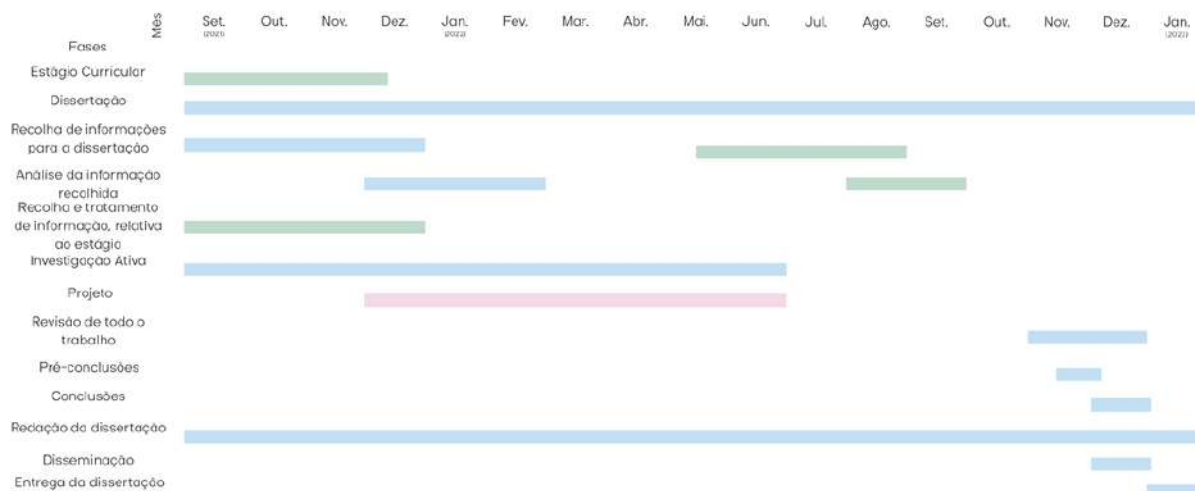 Mês
Set. Out. Nov. Dez. Jan. Fev. Mar. Abr. Mai. Jun. Jul. Ago. Set. Out. Nov. Dez. Jan.
(2021) (2022) (2023)
Fases
Estágio Curricular
Dissertação
Recolha de informações
para a dissertação
Análise da informação
recolhida
Recolha e tratamento
de informação, relativa
ao estágio
Investigação Ativa
Projeto
Revisão de todo o
trabalho
Pré-conclusões
Conclusões
Redação da dissertação
Disseminação
Entrega da dissertação